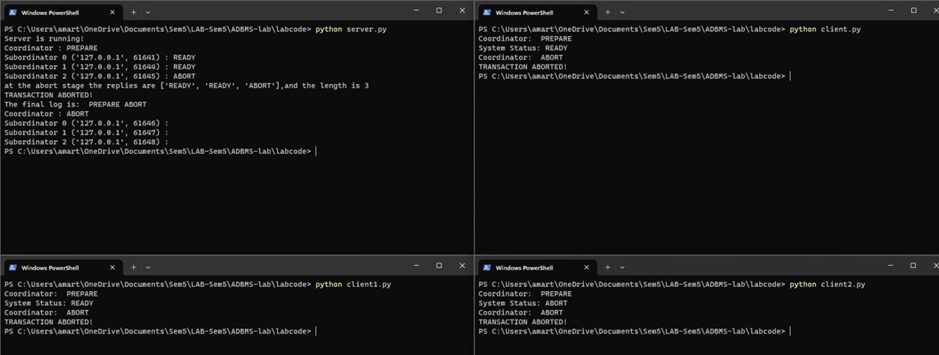 Windows PowerShell
PS C:\Users\amart\OneDrive\Documents\Sem5\LAB-Sem5\ADBMS-lab\labcode> python server.py
Server is running!
Coordinator : PREPARE
Subordinator 0 ('127.0.0.1', 61641) : READY
Subordinator 1 ('127.0.0.1', 61644) : READY
Subordinator 2 ('127.0.0.1', 61645) : ABORT
at the abort stage the replies are ['READY', 'READY', 'ABORT'],and the length is 3
TRANSACTION ABORTED!
The final log is:  PREPARE ABORT
Coordinator : ABORT
Subordinator 0 ('127.0.0.1', 61646) :
Subordinator 1 ('127.0.0.1', 61647) :
Subordinator 2 ('127.0.0.1', 61648) :
PS C:\Users\amart\OneDrive\Documents\Sem5\LAB-Sem5\ADBMS-lab\labcode>
Windows PowerShell
PS C:\Users\amart\OneDrive\Documents\Sem5\LAB-Sem5\ADBMS-lab\labcode> python client.py
Coordinator:  PREPARE
System Status: READY
Coordinator:  ABORT
TRANSACTION ABORTED!
PS C:\Users\amart\OneDrive\Documents\Sem5\LAB-Sem5\ADBMS-lab\labcode>
Windows PowerShell
PS C:\Users\amart\OneDrive\Documents\Sem5\LAB-Sem5\ADBMS-lab\labcode> python client1.py
Coordinator:  PREPARE
System Status: READY
Coordinator:  ABORT
TRANSACTION ABORTED!
PS C:\Users\amart\OneDrive\Documents\Sem5\LAB-Sem5\ADBMS-lab\labcode>
Windows PowerShell
PS C:\Users\amart\OneDrive\Documents\Sem5\LAB-Sem5\ADBMS-lab\labcode> python client2.py
Coordinator:  PREPARE
System Status: ABORT
Coordinator:  ABORT
TRANSACTION ABORTED!
PS C:\Users\amart\OneDrive\Documents\Sem5\LAB-Sem5\ADBMS-lab\labcode>